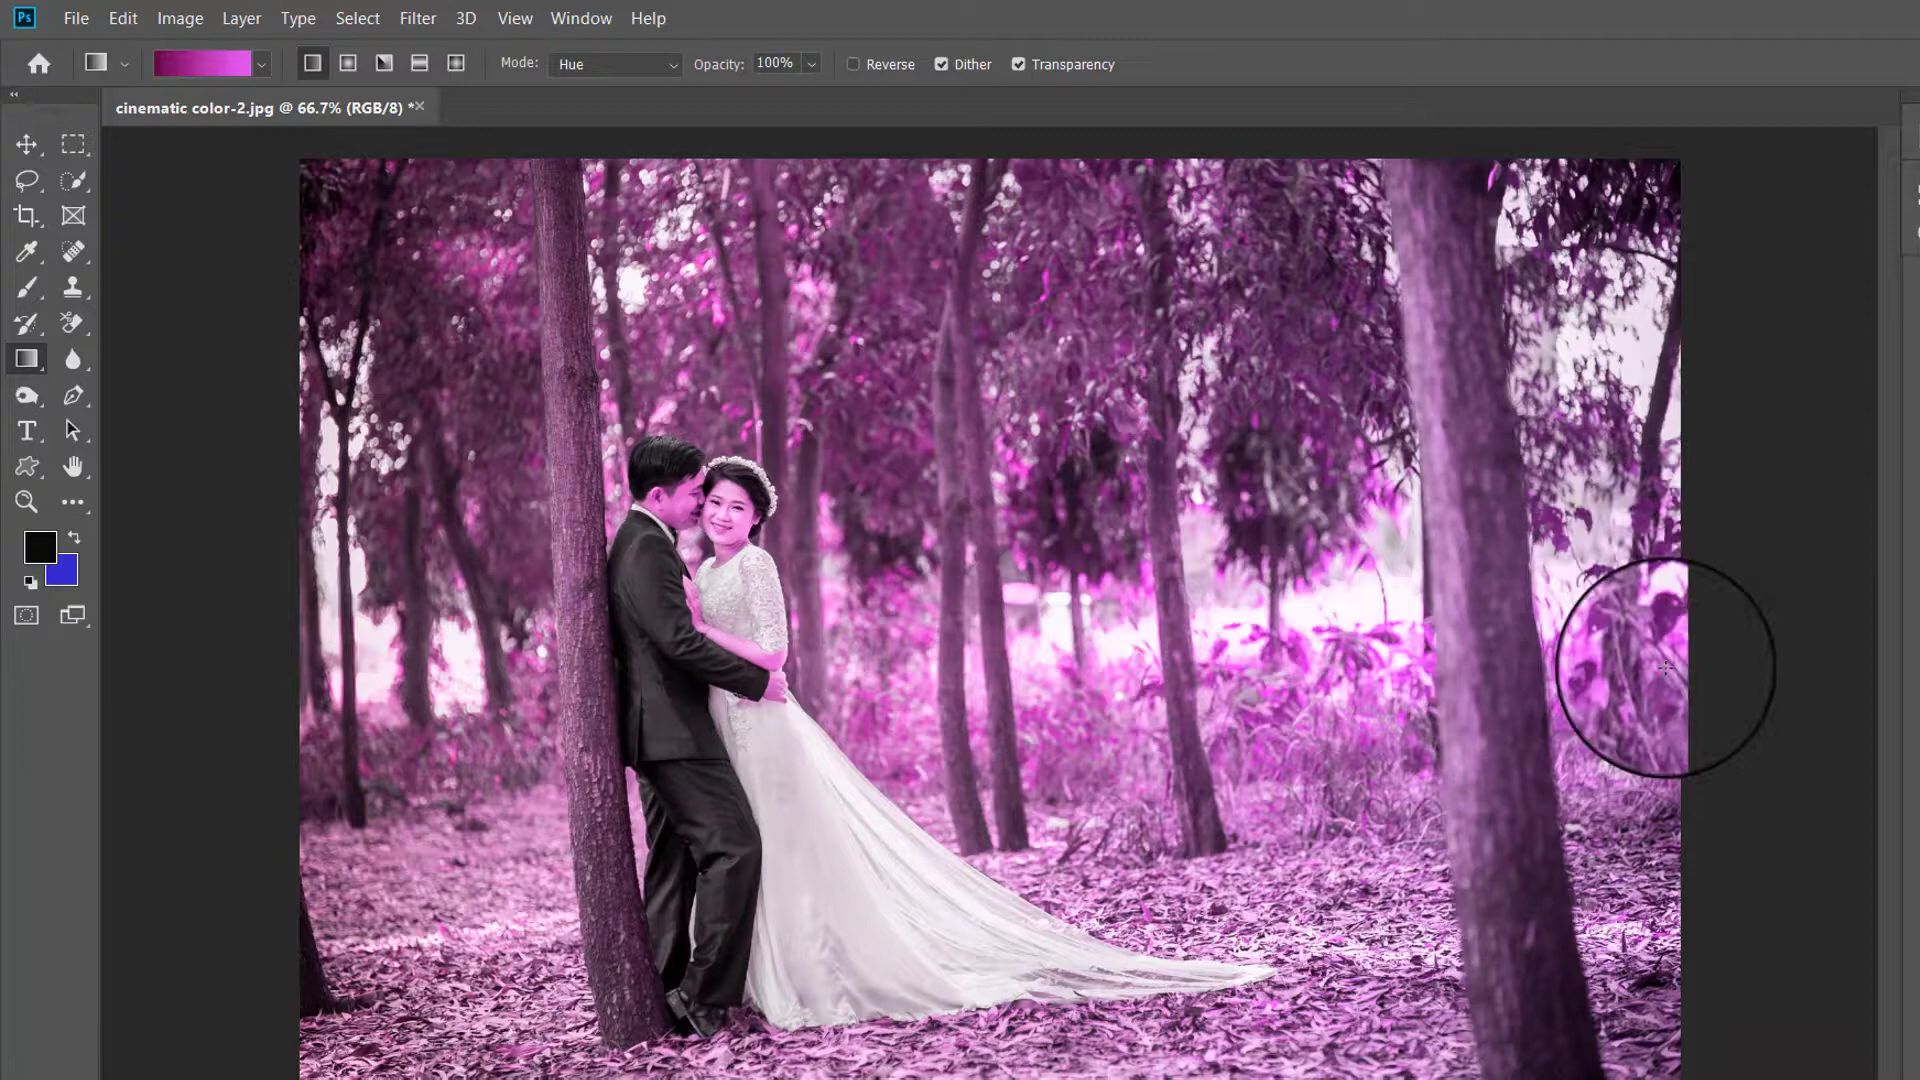 Ps File Edit Image Layer Type Select Filter 3D View Window Help
Mode: Hue Opacity: 100% Reverse Dither Transparency
cinematic color-2.jpg @ 66.7% (RGB/8) *